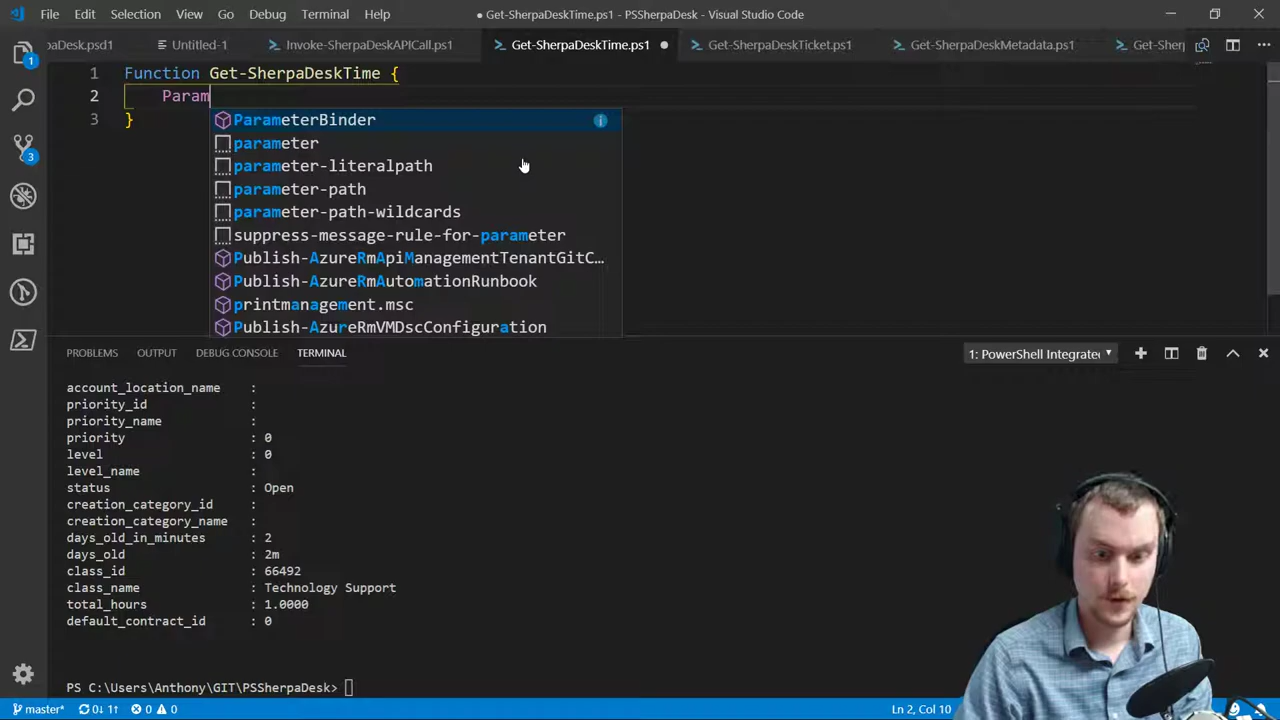 File Edit Selection View Go Debug Terminal Help
● Get-SherpaDeskTime.ps1 - PSSherpaDesk - Visual Studio Code
paDesk.psd1 Untitled-1 Invoke-SherpaDeskAPICall.ps1 Get-SherpaDeskTime.ps1 Get-SherpaDeskTicket.ps1 Get-SherpaDeskMetadata.ps1 Get-Sherp
1 Function Get-SherpaDeskTime {
2 Param
3 }
ParameterBinder
parameter
parameter-literalpath
parameter-path
parameter-path-wildcards
suppress-message-rule-for-parameter
Publish-AzureRmApiManagementTenantGitC…
Publish-AzureRmAutomationRunbook
printmanagement.msc
Publish-AzureRmVMDscConfiguration
1
3
PROBLEMS OUTPUT DEBUG CONSOLE TERMINAL
1: PowerShell Integrate
account_location_name :
priority_id :
priority_name :
priority : 0
level : 0
level_name :
status : Open
creation_category_id :
creation_category_name :
days_old_in_minutes : 2
days_old : 2m
class_id : 66492
class_name : Technology Support
total_hours : 1.0000
default_contract_id : 0
PS C:\Users\Anthony\GIT\PSSherpaDesk>
master* 0↓ 1↑ 0 0 Ln 2, Col 10